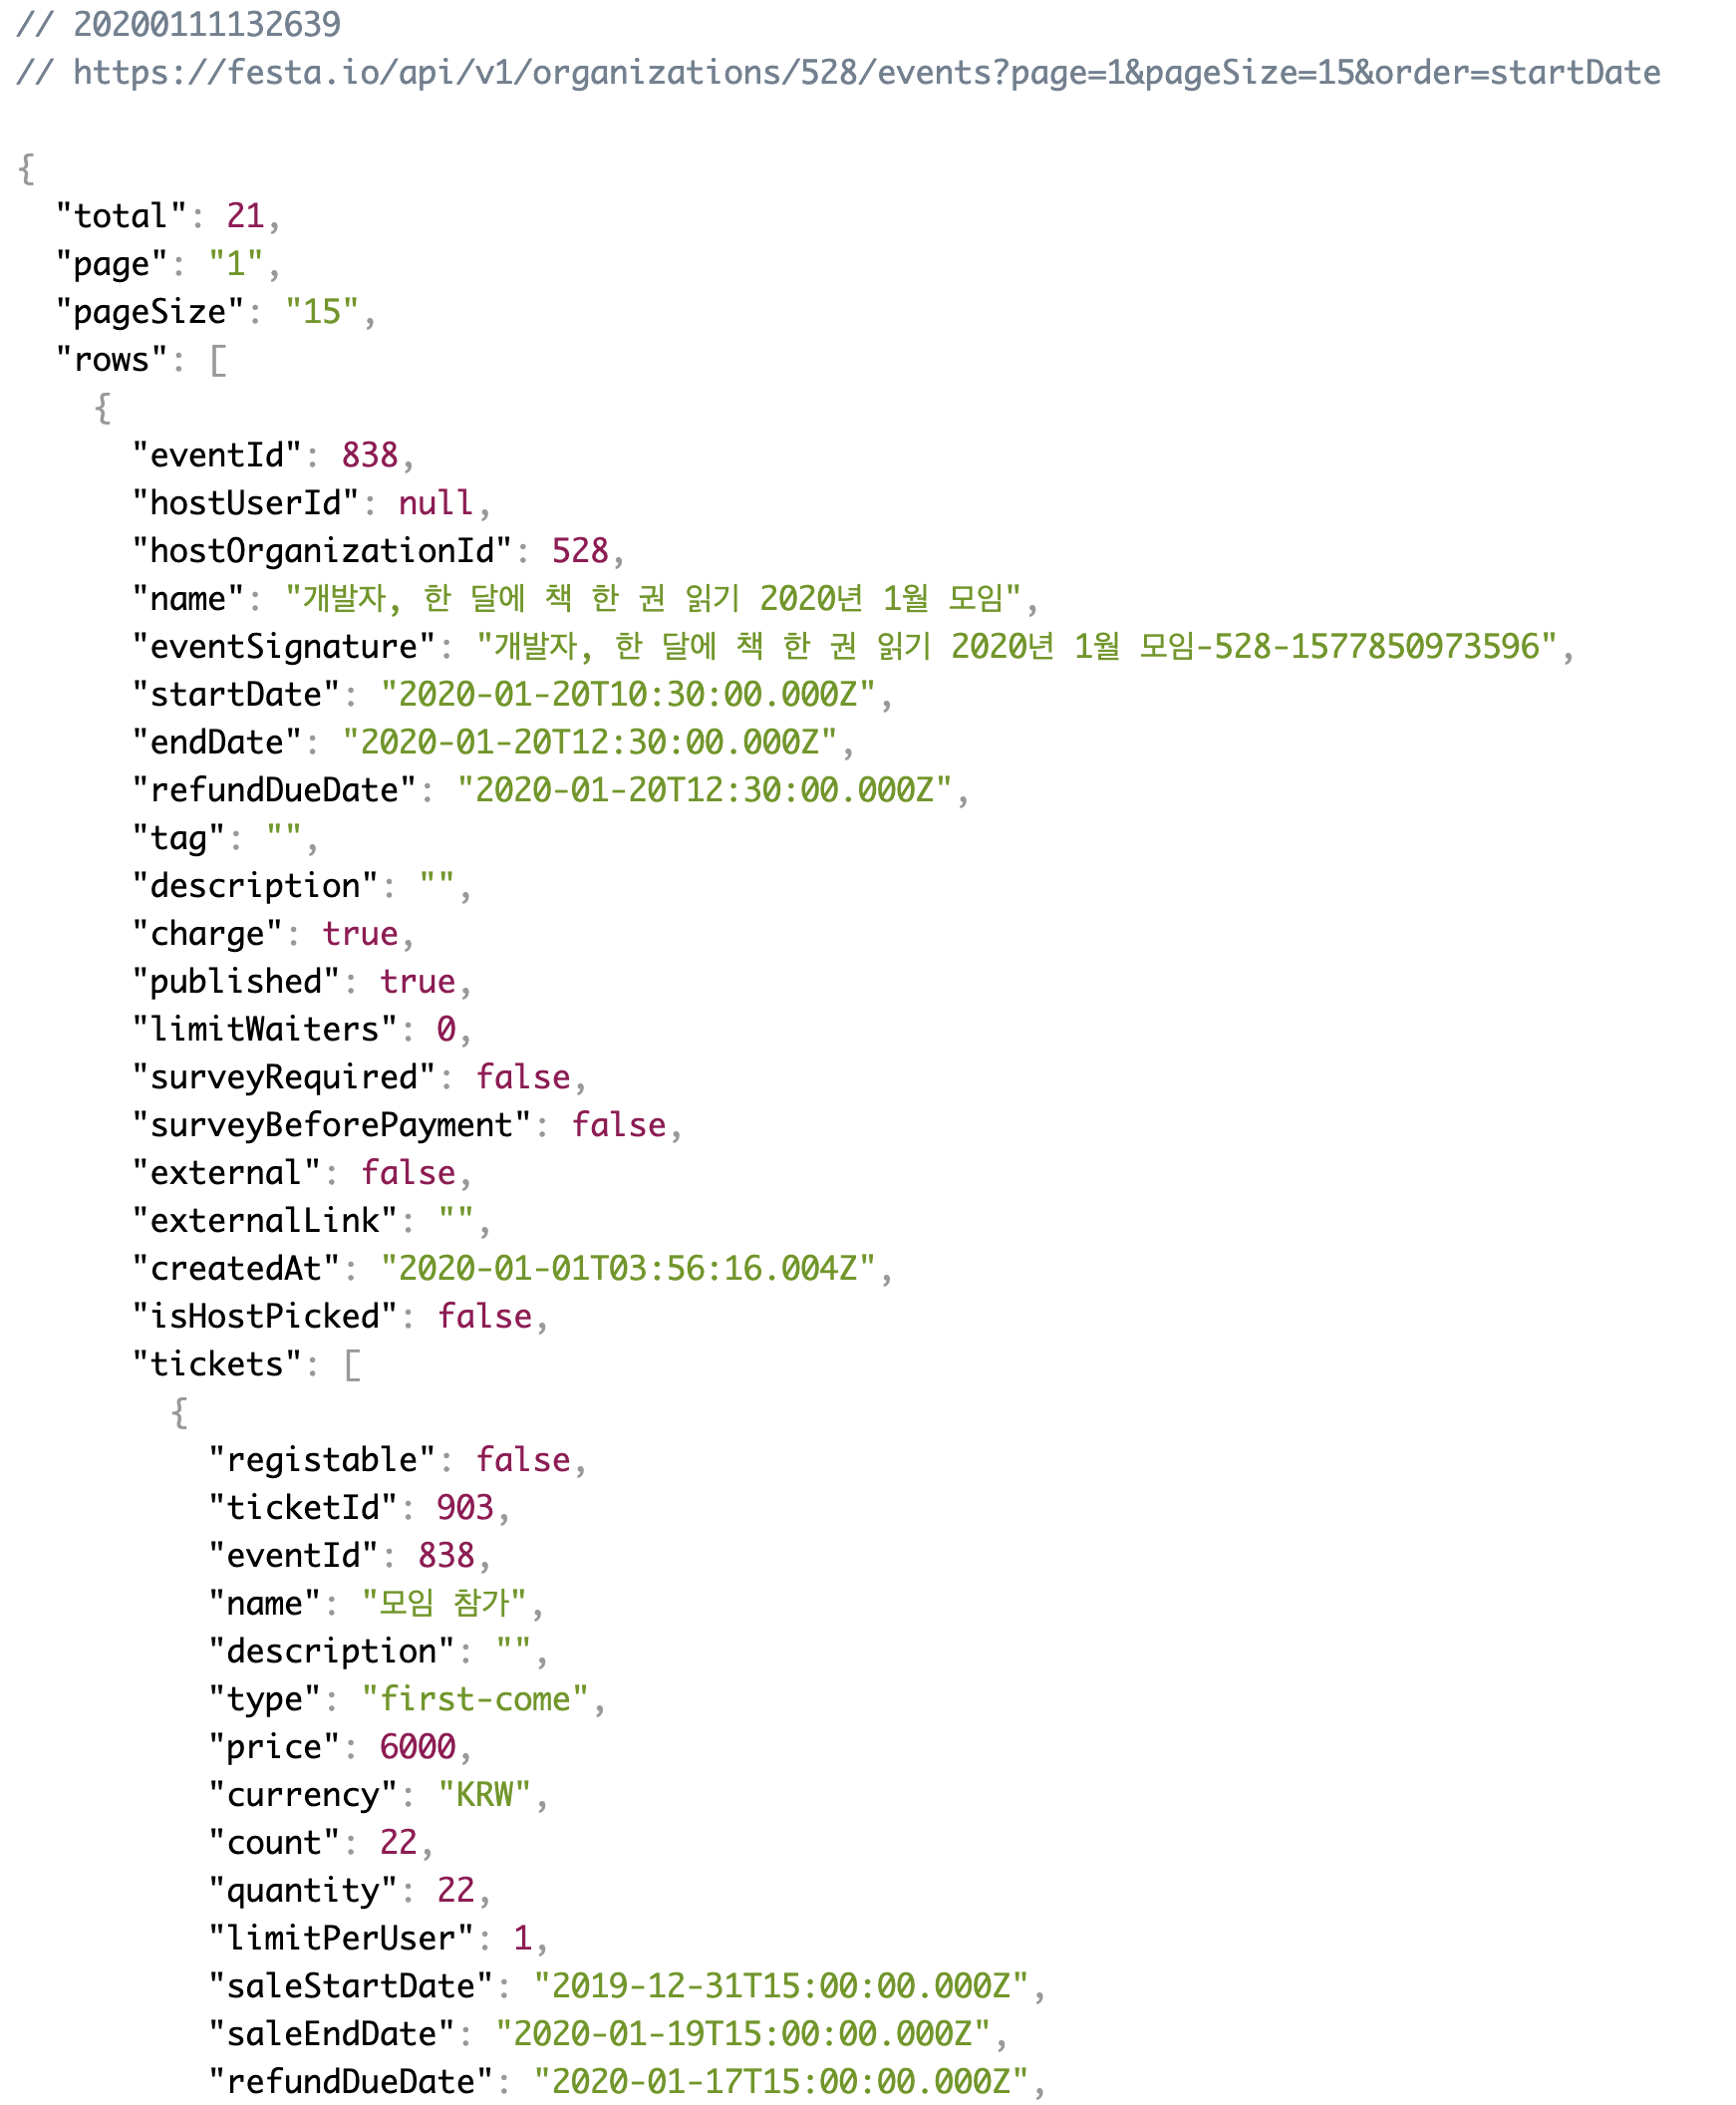 // 20200111132639
// https://festa.io/api/v1/organizations/528/events?page=1&pageSize=15&order=startDate
{
"total": 21,
"page": "1",
"pageSize": "15",
"rows": [
{
"eventId": 838,
"hostUserId": null,
"hostOrganizationId": 528,
"name": "개발자, 한 달에 책 한 권 읽기 2020년 1월 모임",
"eventSignature": "개발자, 한 달에 책 한 권 읽기 2020년 1월 모임-528-1577850973596",
"startDate": "2020-01-20T10:30:00.000Z",
"endDate": "2020-01-20T12:30:00.000Z",
"refundDueDate": "2020-01-20T12:30:00.000Z",
"tag": "",
"description": "",
"charge": true,
"published": true,
"limitWaiters": 0,
"surveyRequired": false,
"surveyBeforePayment": false,
"external": false,
"externalLink": "",
"createdAt": "2020-01-01T03:56:16.004Z",
"isHostPicked": false,
"tickets": [
{
"registable": false,
"ticketId": 903,
"eventId": 838,
"name": "모임 참가",
"description": "",
"type": "first-come",
"price": 6000,
"currency": "KRW",
"count": 22,
"quantity": 22,
"limitPerUser": 1,
"saleStartDate": "2019-12-31T15:00:00.000Z",
"saleEndDate": "2020-01-19T15:00:00.000Z",
"refundDueDate": "2020-01-17T15:00:00.000Z",